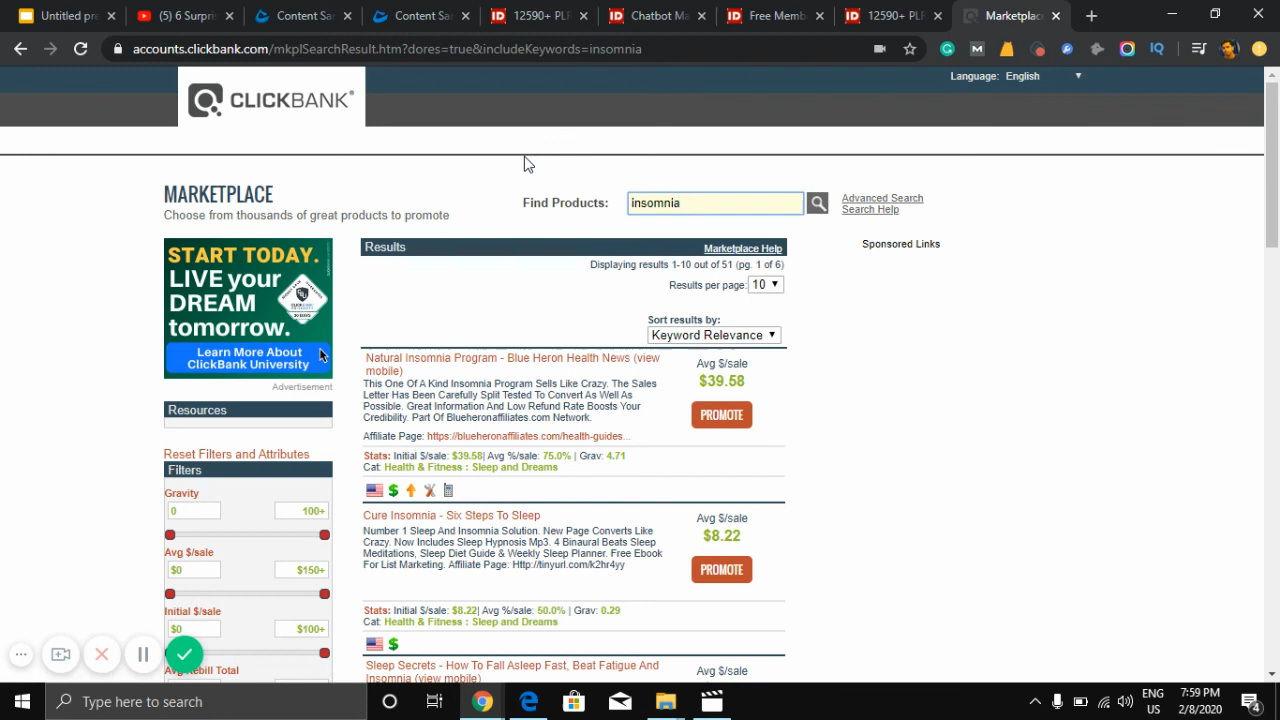 Untitled pre
(5) 6 Surpri
Content Sa
Content Sa
12590+ PLR
Chatbot Ma
Free Memb
12590+ PLR
Marketplace
accounts.clickbank.com/mkplSearchResult.htm?dores=true&includeKeywords=insomnia
Language: English
CLICKBANK®
MARKETPLACE
Choose from thousands of great products to promote
Find Products: insomnia
Advanced Search
Search Help
START TODAY.
LIVE your
DREAM
tomorrow.
Learn More About
ClickBank University
Advertisement
Resources
Reset Filters and Attributes
Filters
Gravity
0 100+
Avg $/sale
$0 $150+
Initial $/sale
$0 $100+
Avg Rebill Total
Results
Marketplace Help
Displaying results 1-10 out of 51 (pg. 1 of 6)
Results per page: 10
Sort results by:
Keyword Relevance
Natural Insomnia Program - Blue Heron Health News (view
mobile)
This One Of A Kind Insomnia Program Sells Like Crazy. The Sales
Letter Has Been Carefully Split Tested To Convert As Well As
Possible. Great Information And Low Refund Rate Boosts Your
Credibility. Part Of Blueheronaffiliates.com Network.
Affiliate Page: https://blueheronaffiliates.com/health-guides...
Avg $/sale
$39.58
PROMOTE
Stats: Initial $/sale: $39.58| Avg %/sale: 75.0% | Grav: 4.71
Cat: Health & Fitness : Sleep and Dreams
Cure Insomnia - Six Steps To Sleep
Number 1 Sleep And Insomnia Solution. New Page Converts Like
Crazy. Now Includes Sleep Hypnosis Mp3. 4 Binaural Beats Sleep
Meditations, Sleep Diet Guide & Weekly Sleep Planner. Free Ebook
For List Marketing. Affiliate Page: Http://tinyurl.com/k2hr4yy
Avg $/sale
$8.22
PROMOTE
Stats: Initial $/sale: $8.22| Avg %/sale: 50.0% | Grav: 0.29
Cat: Health & Fitness : Sleep and Dreams
Sleep Secrets - How To Fall Asleep Fast, Beat Fatigue And
Insomnia (view mobile)
Avg $/sale
Sponsored Links
Type here to search
ENG
US
7:59 PM
2/8/2020
4